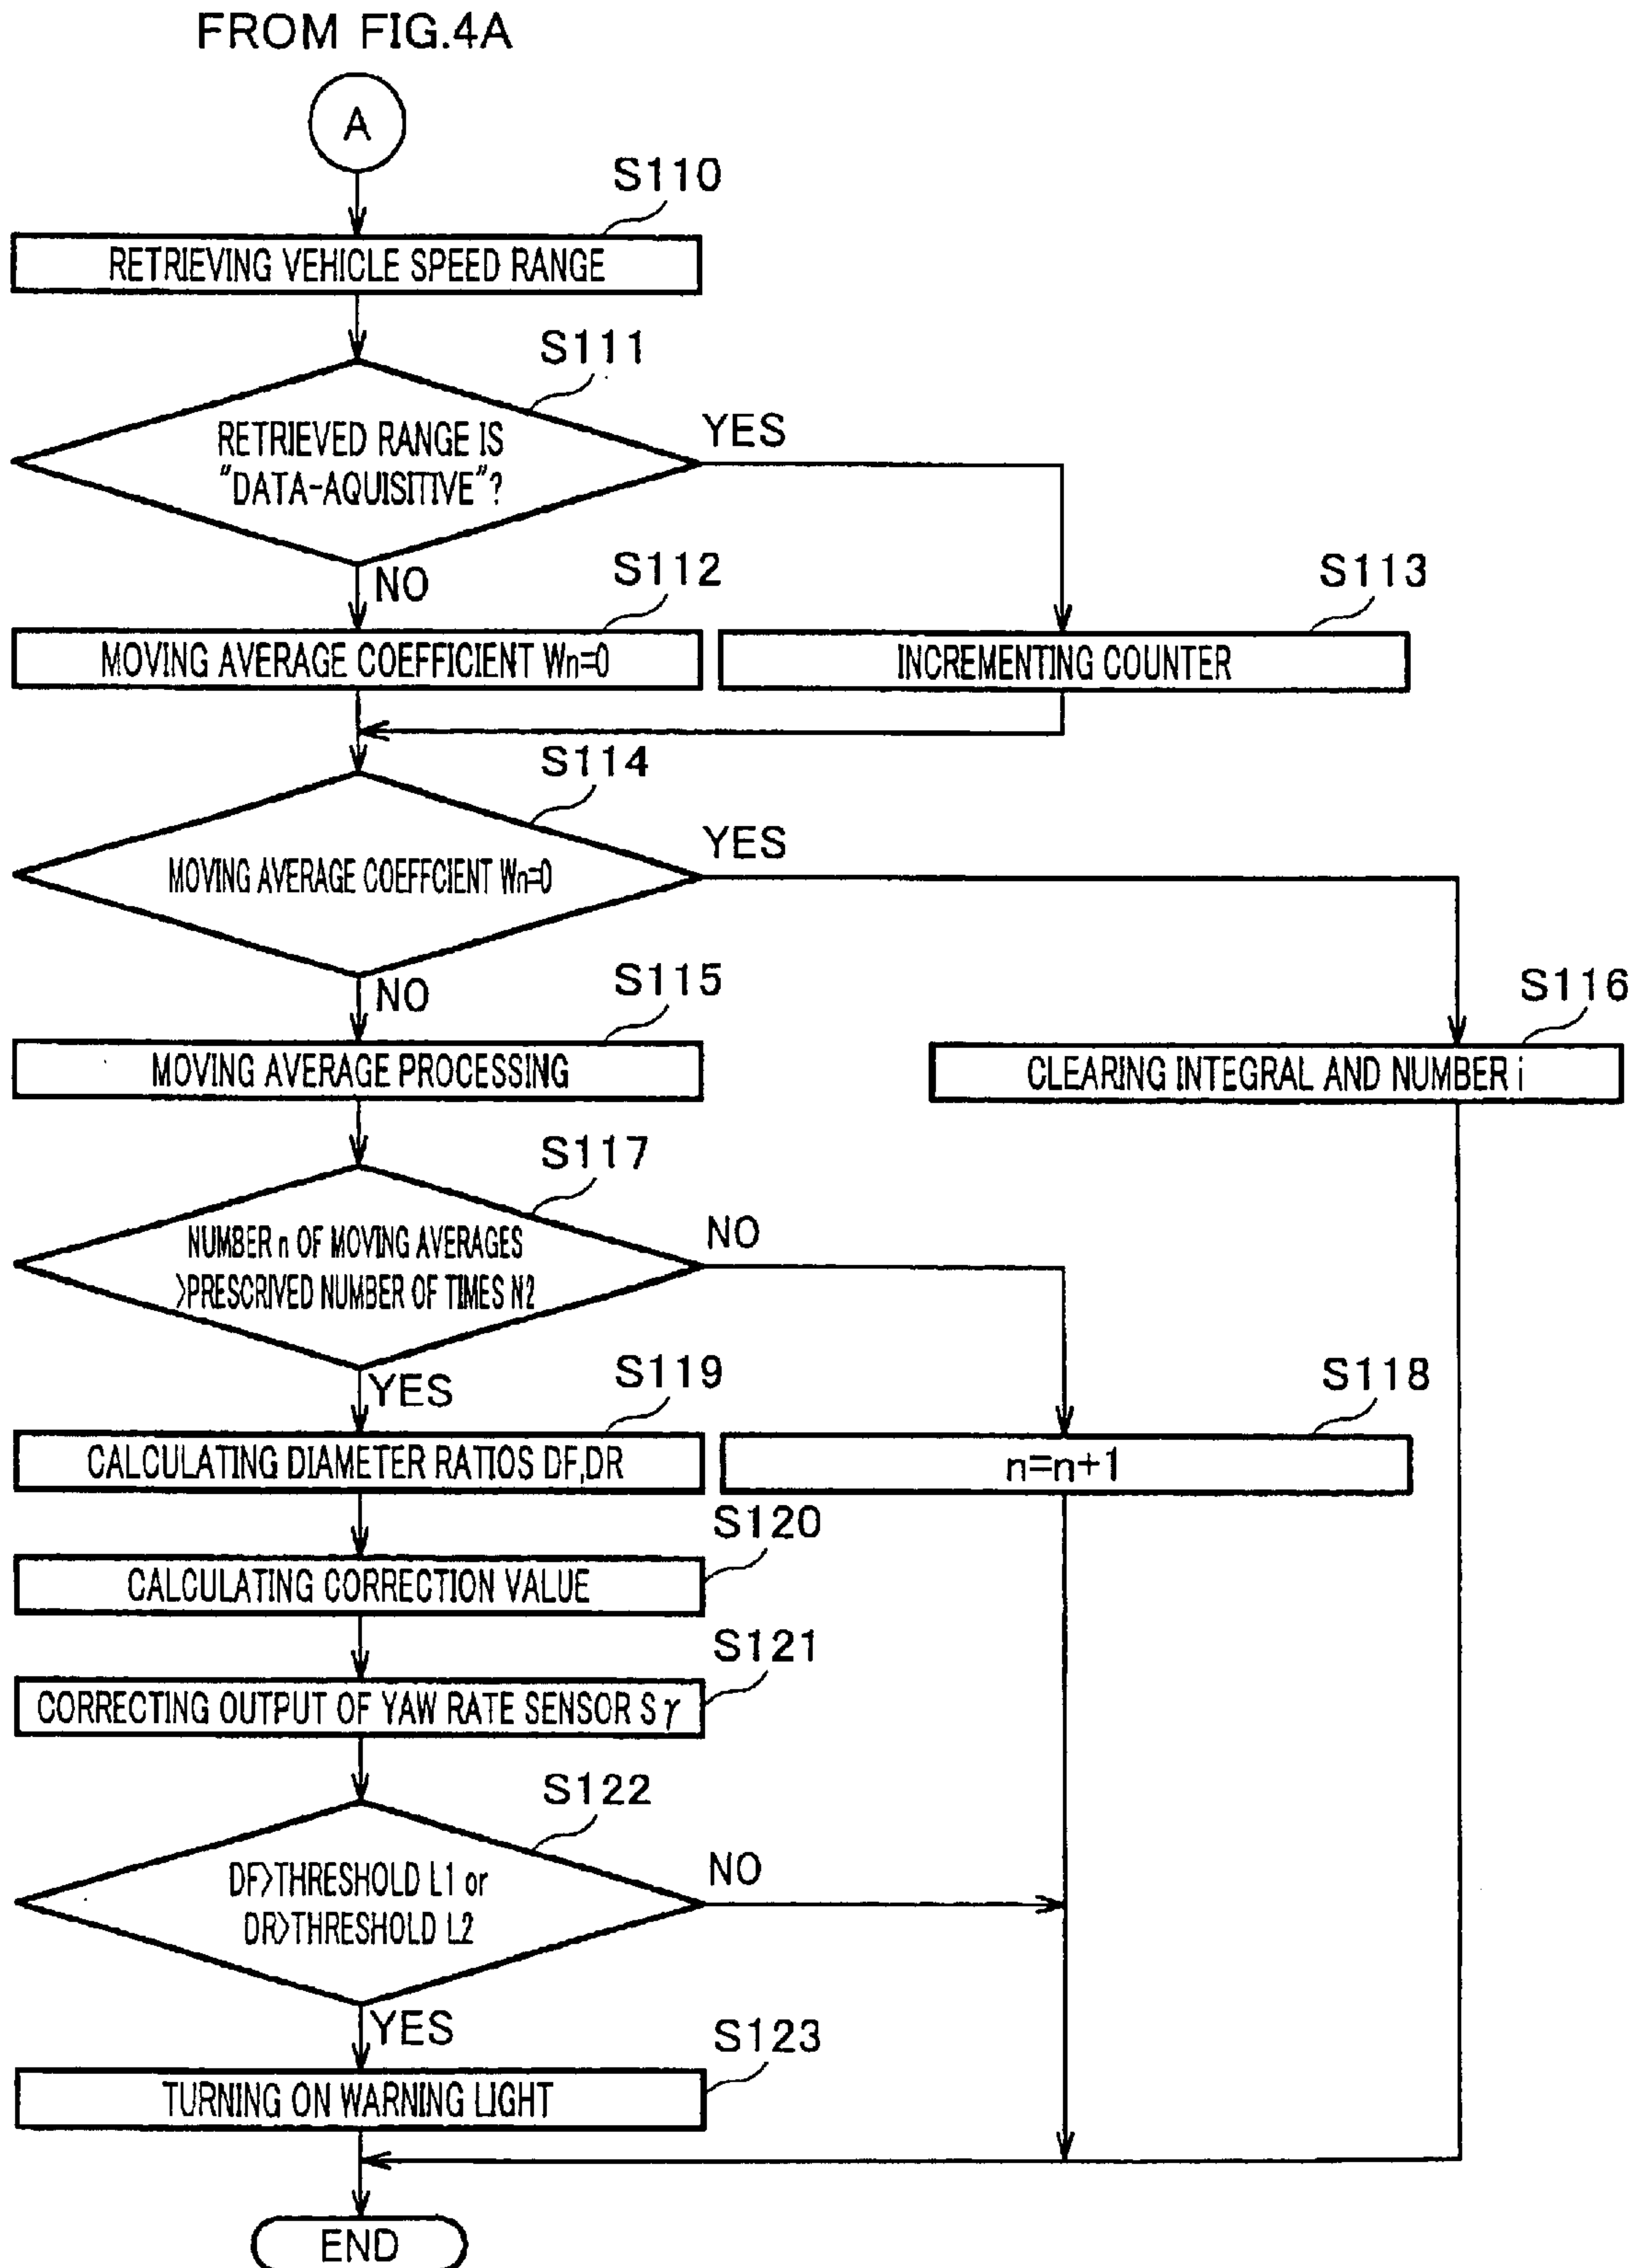 FROM FIG.4A
A
S110
RETRIEVING VEHICLE SPEED RANGE
S111
RETRIEVED RANGE IS
"DATA-AQUISITIVE"?
YES
NO
S112
MOVING AVERAGE COEFFICIENT Wn=0
S113
INCREMENTING COUNTER
S114
MOVING AVERAGE COEFFCIENT Wn=0
YES
NO
S115
MOVING AVERAGE PROCESSING
S116
CLEARING INTEGRAL AND NUMBER i
S117
NUMBER n OF MOVING AVERAGES
>PRESCRIVED NUMBER OF TIMES N2
NO
YES
S119
CALCULATING DIAMETER RATIOS DF,DR
S118
n=n+1
S120
CALCULATING CORRECTION VALUE
S121
CORRECTING OUTPUT OF YAW RATE SENSOR S γ
S122
DF>THRESHOLD L1 or
DR>THRESHOLD L2
NO
YES
S123
TURNING ON WARNING LIGHT
END